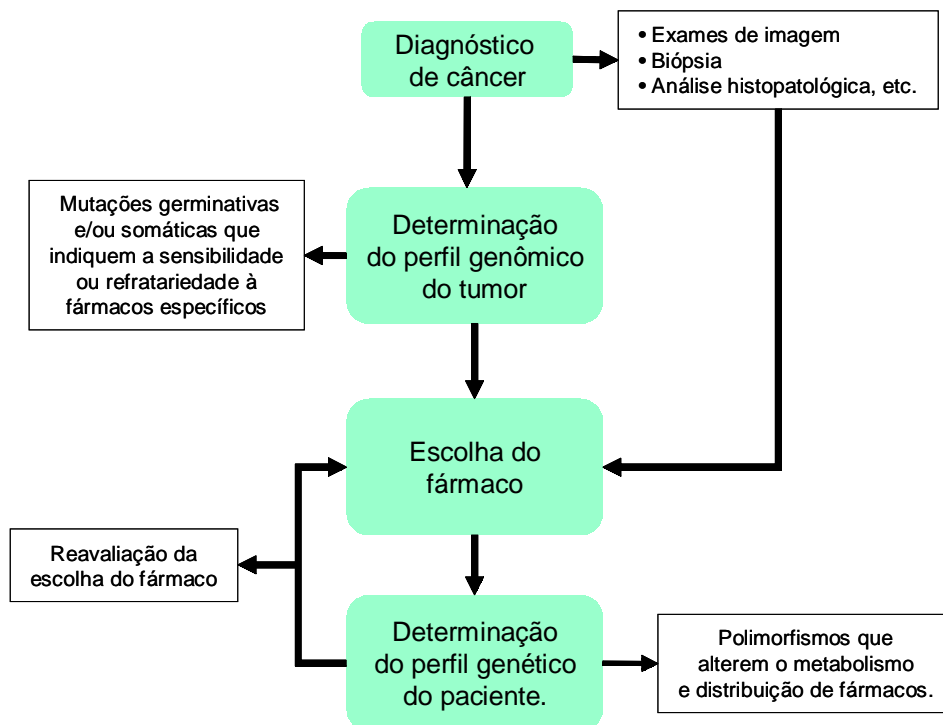 Diagnóstico
de câncer
• Exames de imagem
• Biópsia
• Análise histopatológica, etc.
Mutações germinativas
e/ou somáticas que
indiquem a sensibilidade
ou refratariedade à
fármacos específicos
Determinação
do perfil genômico
do tumor
Escolha do
fármaco
Reavaliação da
escolha do fármaco
Determinação
do perfil genético
do paciente.
Polimorfismos que
alterem o metabolismo
e distribuição de fármacos.